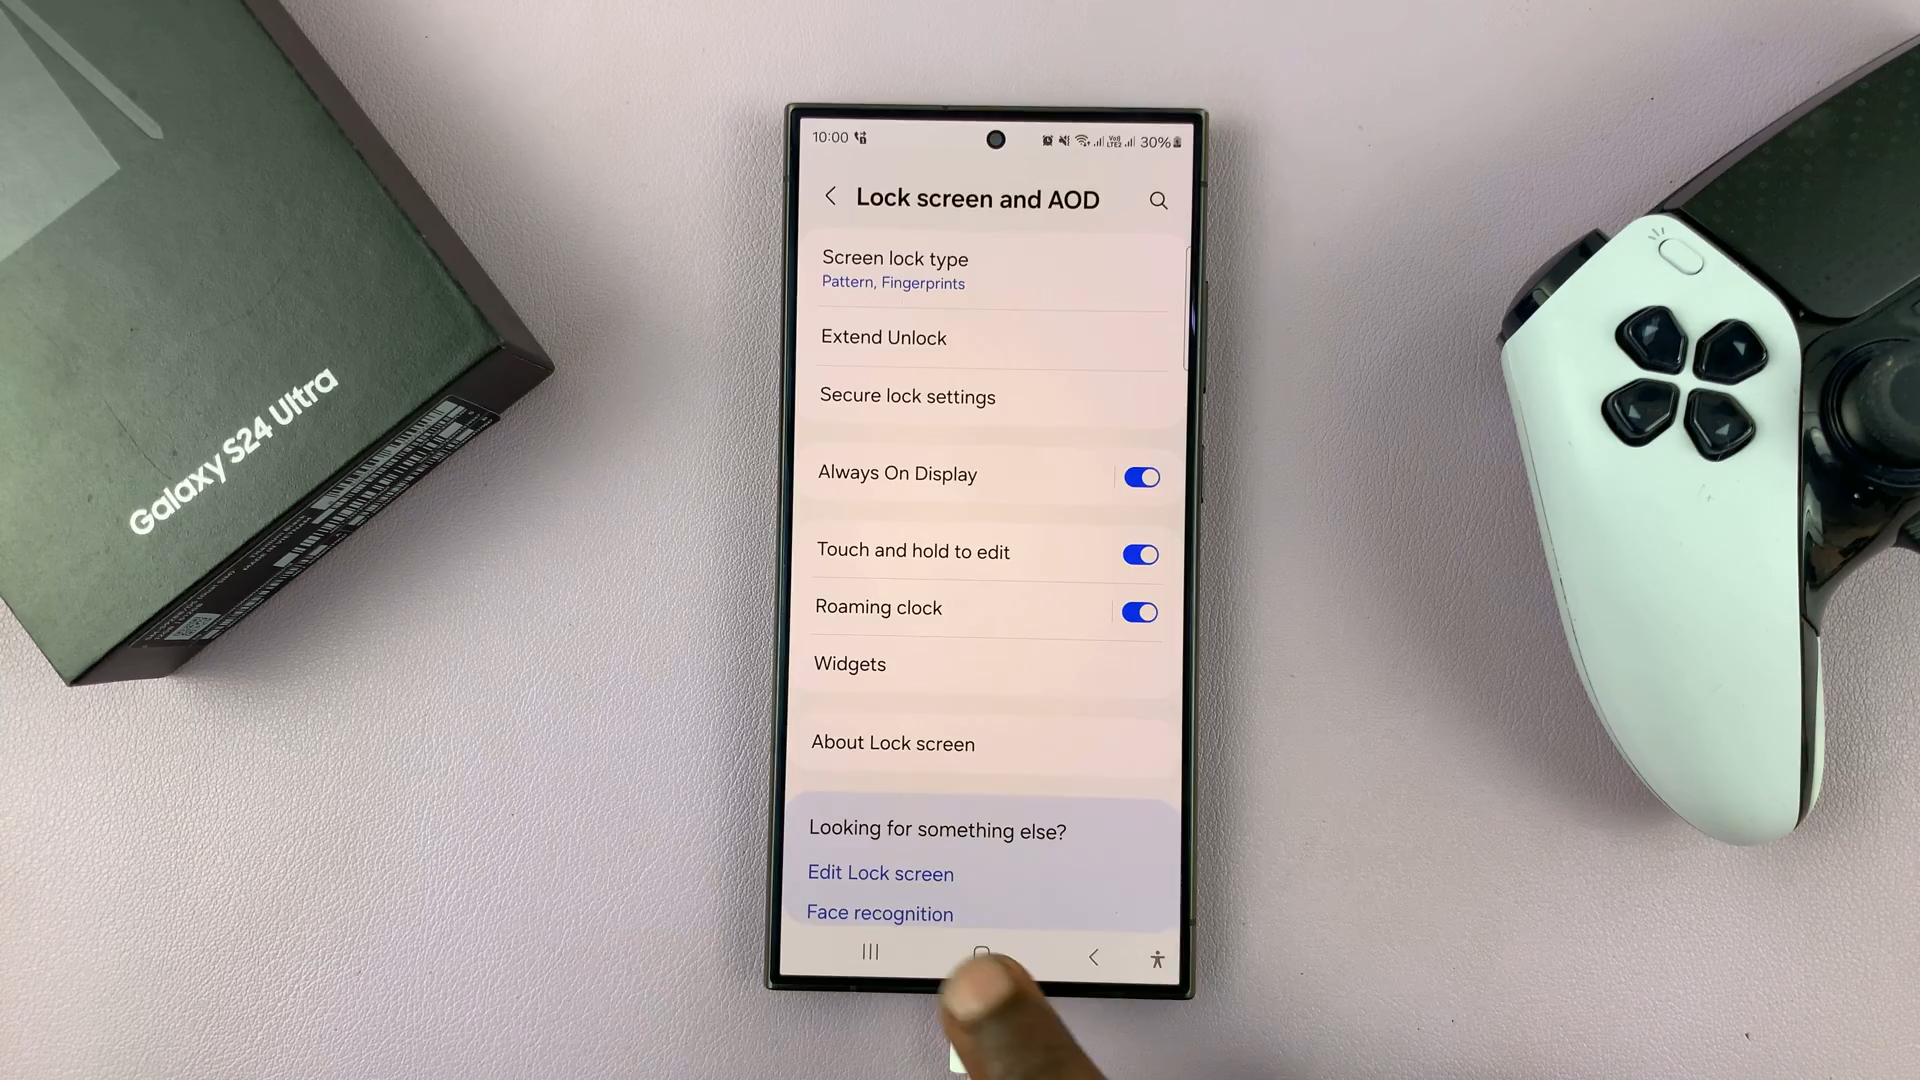 10:00
30%
Lock screen and AOD
Screen lock type
Pattern, Fingerprints
Extend Unlock
Secure lock settings
Always On Display
Touch and hold to edit
Roaming clock
Widgets
About Lock screen
Looking for something else?
Edit Lock screen
Face recognition
Galaxy S24 Ultra